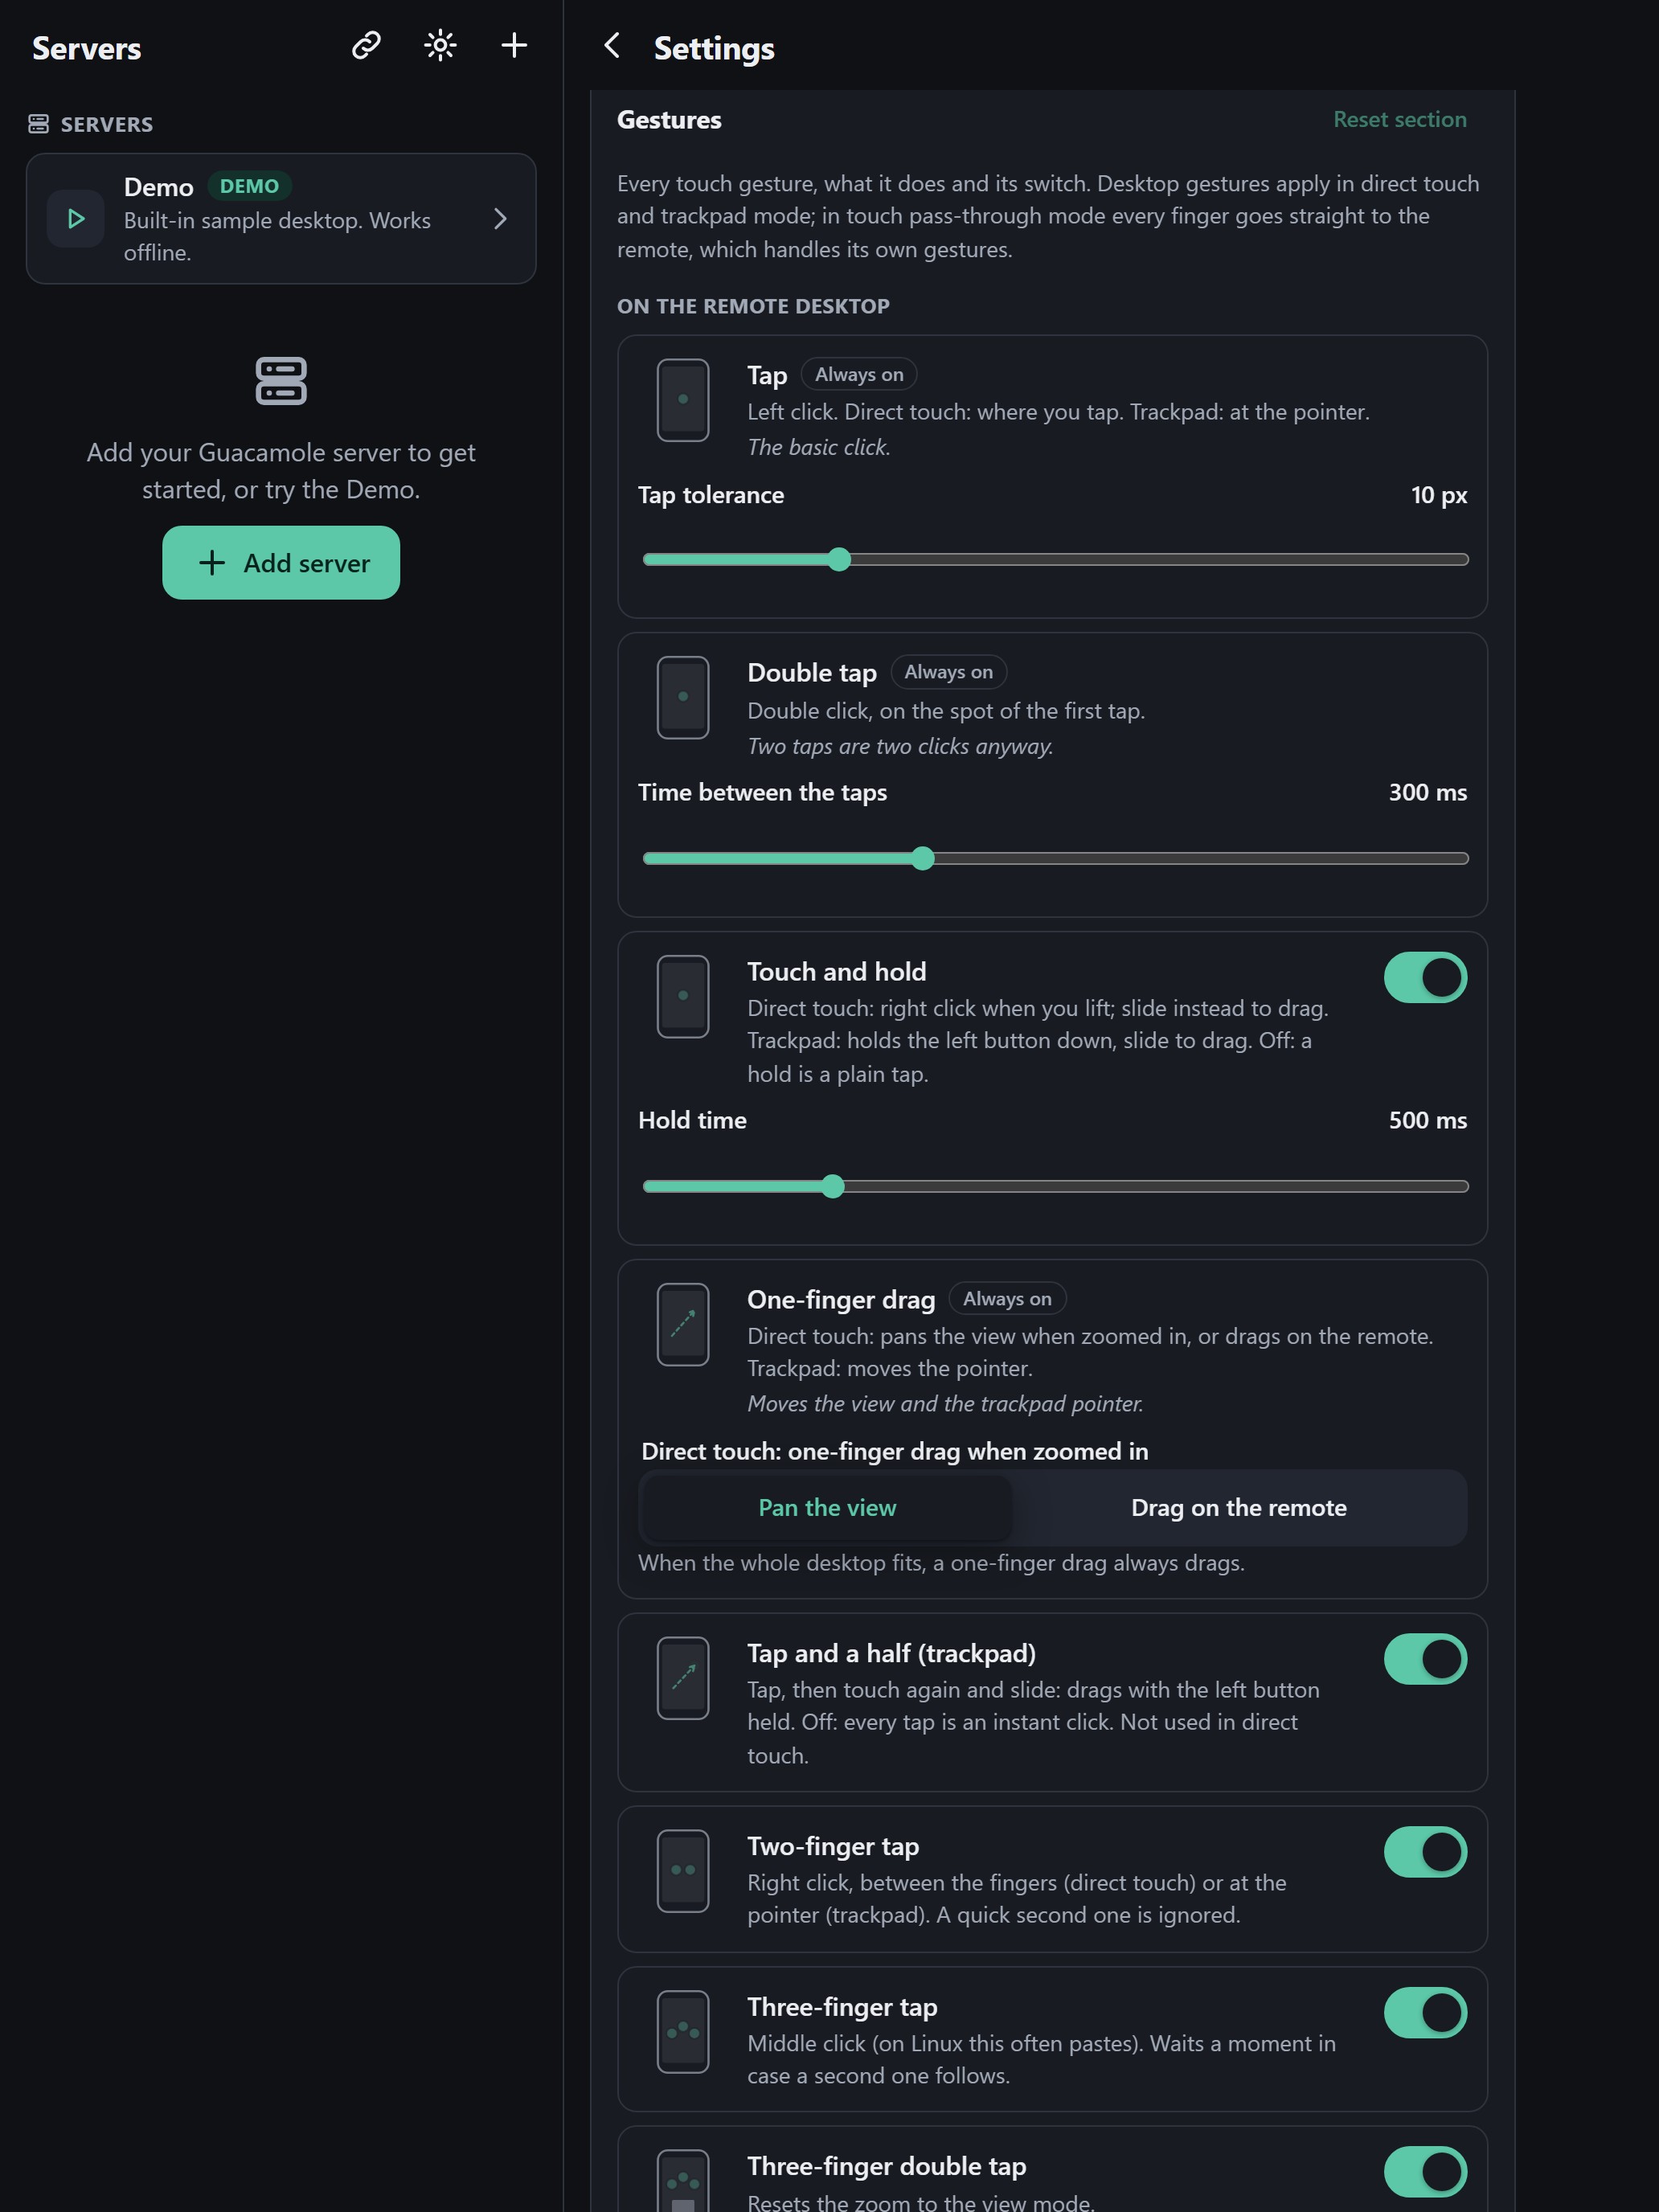 Servers
SERVERS
Demo DEMO
Built-in sample desktop. Works
offline.
Add your Guacamole server to get
started, or try the Demo.
Add server
Settings
Gestures
Reset section
Every touch gesture, what it does and its switch. Desktop gestures apply in direct touch
and trackpad mode; in touch pass-through mode every finger goes straight to the
remote, which handles its own gestures.
ON THE REMOTE DESKTOP
Tap Always on
Left click. Direct touch: where you tap. Trackpad: at the pointer.
The basic click.
Tap tolerance 10 px
Double tap Always on
Double click, on the spot of the first tap.
Two taps are two clicks anyway.
Time between the taps 300 ms
Touch and hold
Direct touch: right click when you lift; slide instead to drag.
Trackpad: holds the left button down, slide to drag. Off: a
hold is a plain tap.
Hold time 500 ms
One-finger drag Always on
Direct touch: pans the view when zoomed in, or drags on the remote.
Trackpad: moves the pointer.
Moves the view and the trackpad pointer.
Direct touch: one-finger drag when zoomed in
Pan the view Drag on the remote
When the whole desktop fits, a one-finger drag always drags.
Tap and a half (trackpad)
Tap, then touch again and slide: drags with the left button
held. Off: every tap is an instant click. Not used in direct
touch.
Two-finger tap
Right click, between the fingers (direct touch) or at the
pointer (trackpad). A quick second one is ignored.
Three-finger tap
Middle click (on Linux this often pastes). Waits a moment in
case a second one follows.
Three-finger double tap
Resets the zoom to the view mode.